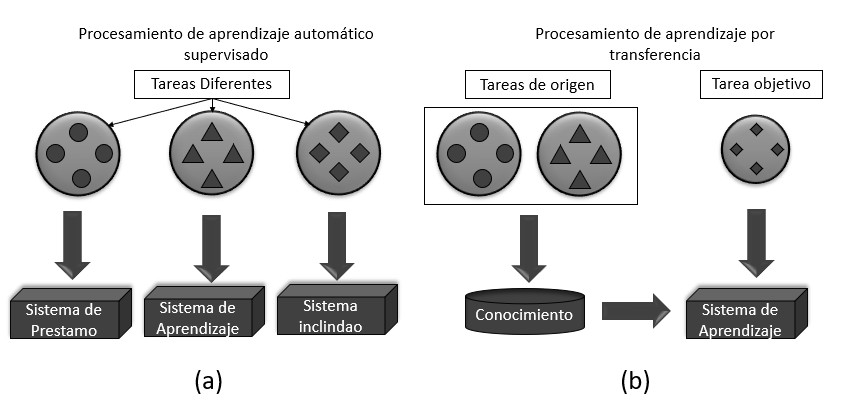 Procesamiento de aprendizaje automático
supervisado
Tareas Diferentes
Sistema de
Prestamo
Sistema de
Aprendizaje
Sistema
inclindao
(a)
Procesamiento de aprendizaje por
transferencia
Tareas de origen
Tarea objetivo
Conocimiento
Sistema de
Aprendizaje
(b)